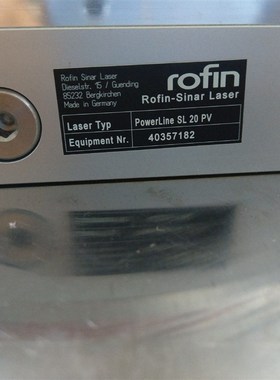 Rofin Sinar Laser
Dieselstr. 15 / Guending
85232 Bergkirchen
Made in Germany
rofin
Rofin-Sinar Laser
Laser Typ PowerLine SL 20 PV
Equipment Nr. 40357182